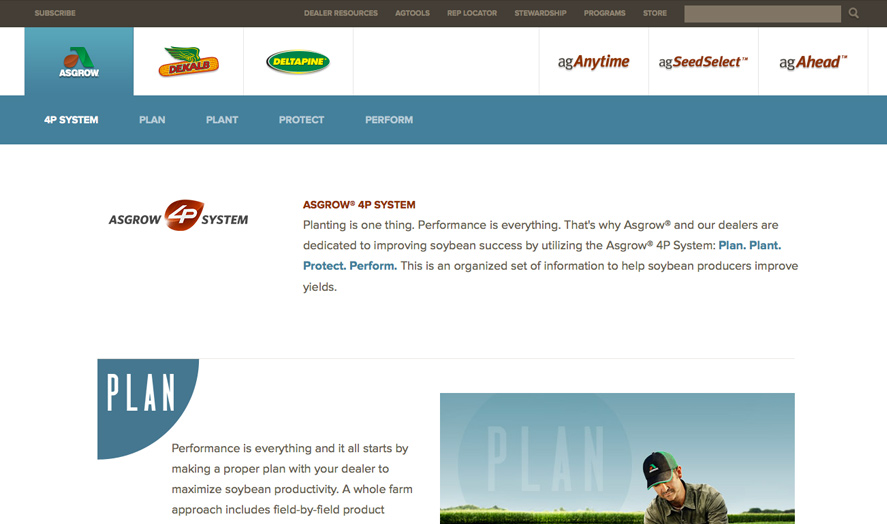 SUBSCRIBE
DEALER RESOURCES AGTOOLS REP LOCATOR STEWARDSHIP PROGRAMS STORE
ASGROW DEKALB DELTAPINE agAnytime agSeedSelect™ agAhead™
4P SYSTEM PLAN PLANT PROTECT PERFORM
ASGROW 4P SYSTEM
ASGROW® 4P SYSTEM
Planting is one thing. Performance is everything. That's why Asgrow® and our dealers are
dedicated to improving soybean success by utilizing the Asgrow® 4P System: Plan. Plant.
Protect. Perform. This is an organized set of information to help soybean producers improve
yields.
PLAN
Performance is everything and it all starts by
making a proper plan with your dealer to
maximize soybean productivity. A whole farm
approach includes field-by-field product
PLAN